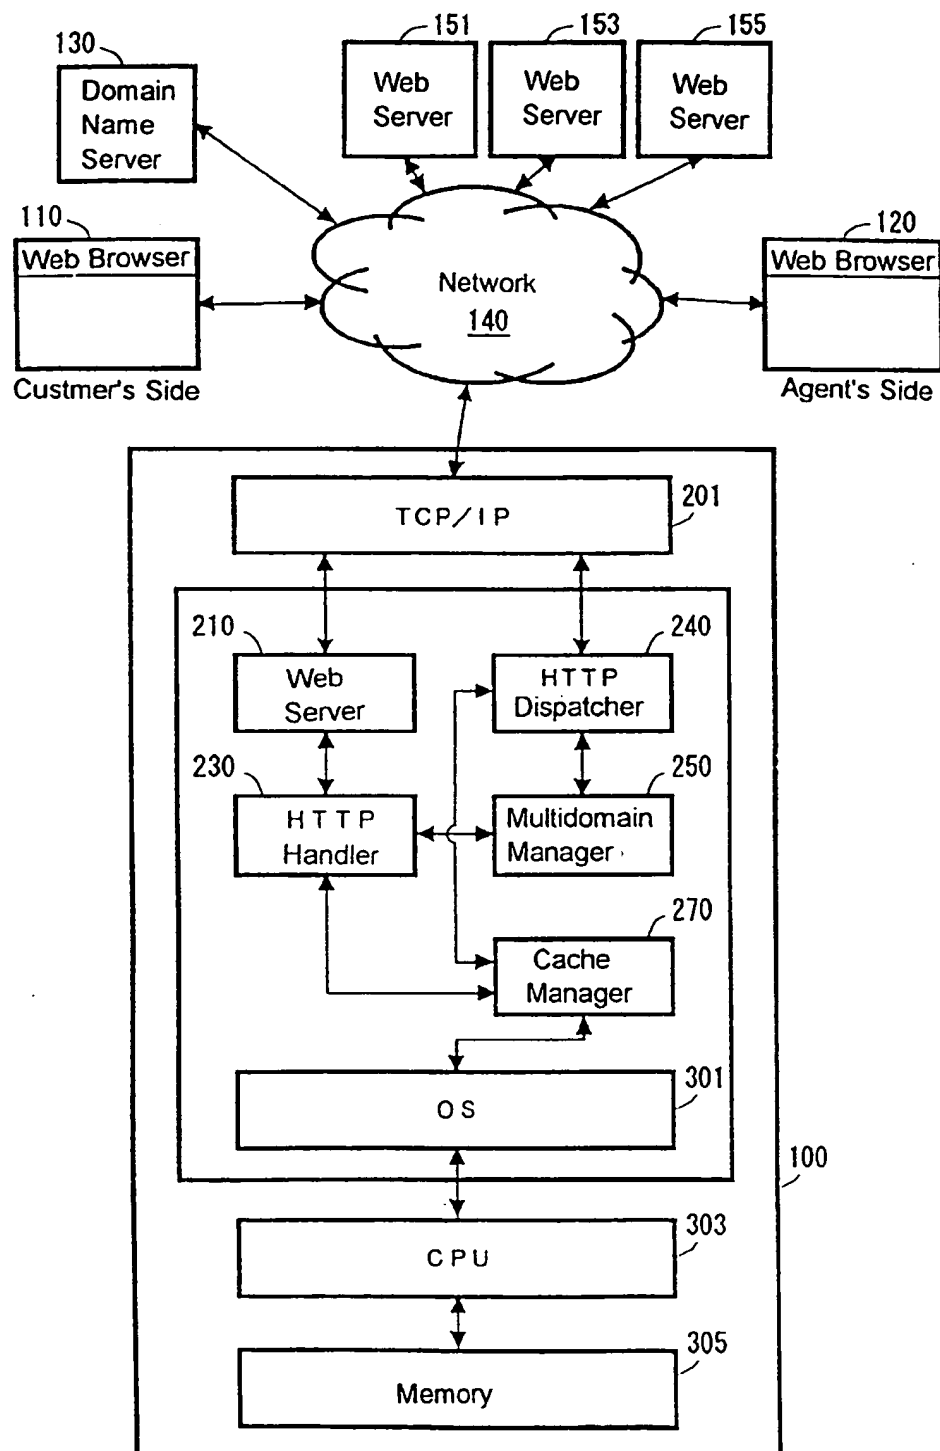 130
151
153
155
Domain
Name
Server
Web
Server
Web
Server
Web
Server
110
Web Browser
Custmer's Side
Network
140
120
Web Browser
Agent's Side
TCP/IP
201
210
Web
Server
240
HTTP
Dispatcher
230
HTTP
Handler
250
Multidomain
Manager
270
Cache
Manager
OS
301
100
CPU
303
Memory
305